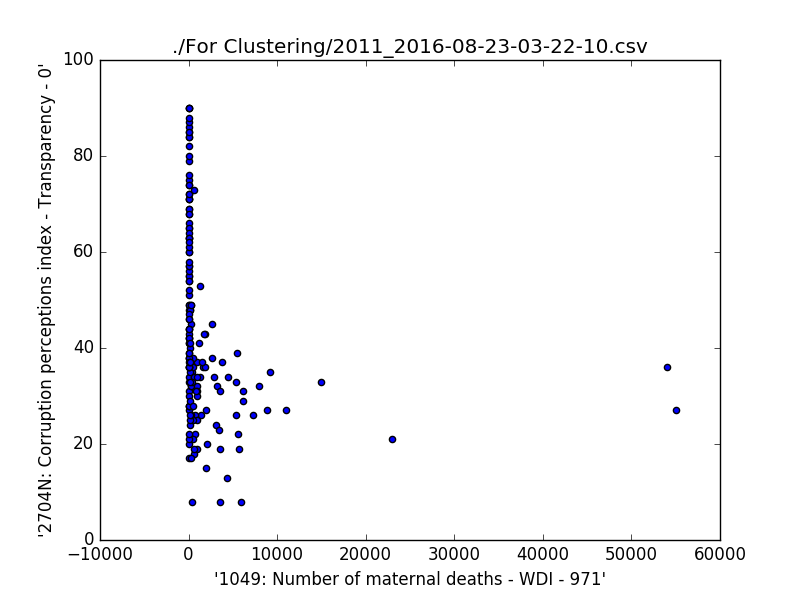 ./For Clustering/2011_2016-08-23-03-22-10.csv
100
80
60
40
20
0
'2704N: Corruption perceptions index - Transparency - 0'
−10000 0 10000 20000 30000 40000 50000 60000
'1049: Number of maternal deaths - WDI - 971'